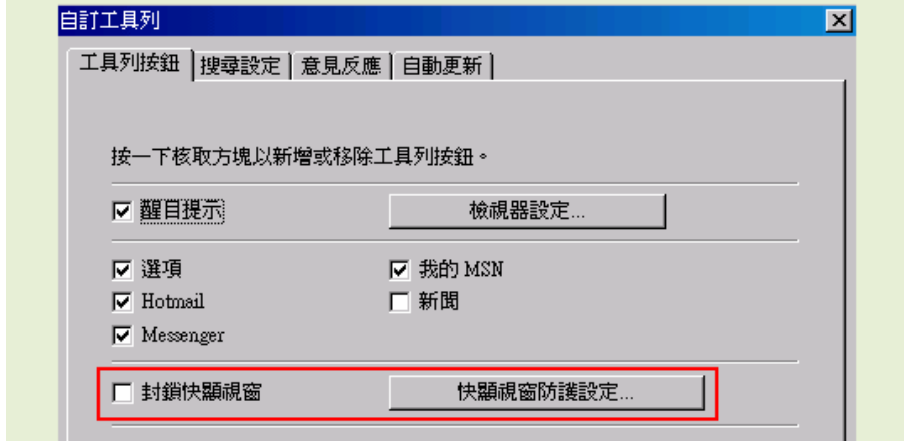 自訂工具列
工具列按鈕 搜尋設定 意見反應 自動更新
按一下核取方塊以新增或移除工具列按鈕。
醒目提示 檢視器設定...
選項 我的 MSN
Hotmail 新聞
Messenger
封鎖快顯視窗 快顯視窗防護設定...